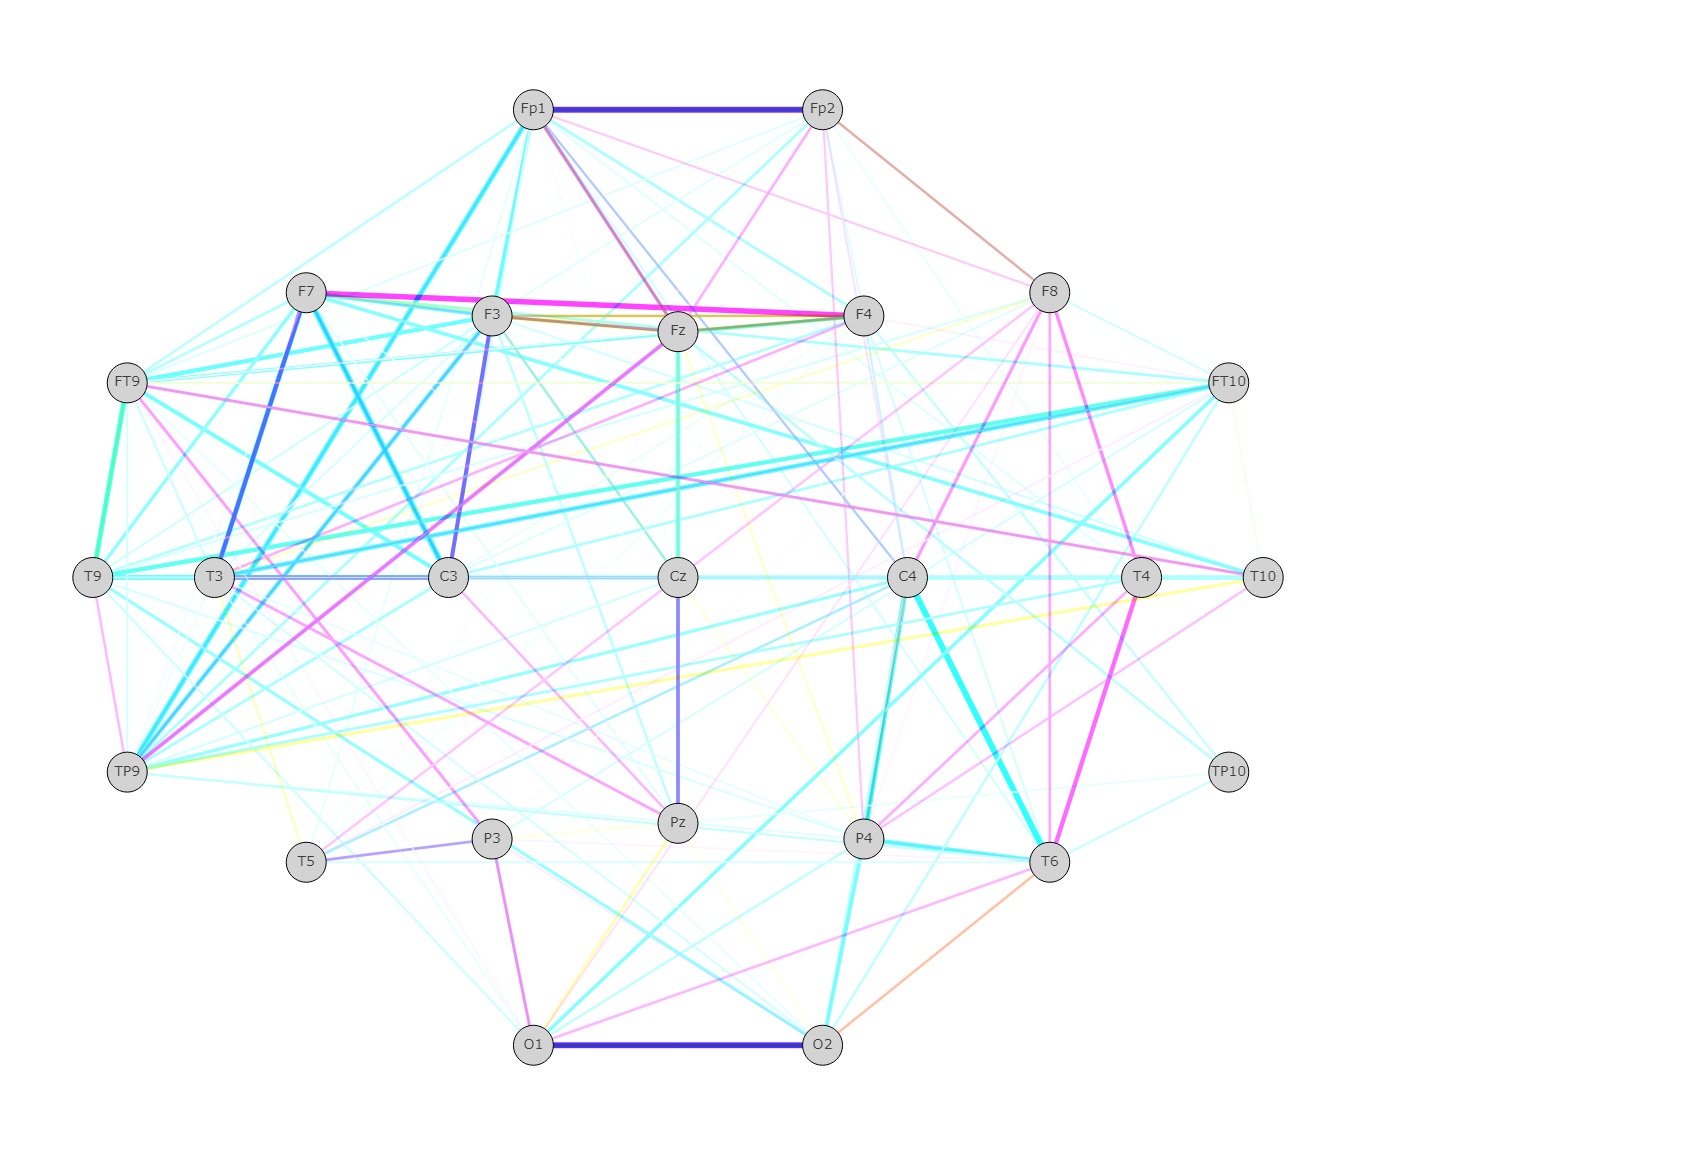 Fp1 Fp2
F7 F3 Fz F4 F8
FT9 FT10
T9 T3 C3 Cz C4 T4 T10
TP9 TP10
T5 P3 Pz P4 T6
O1 O2